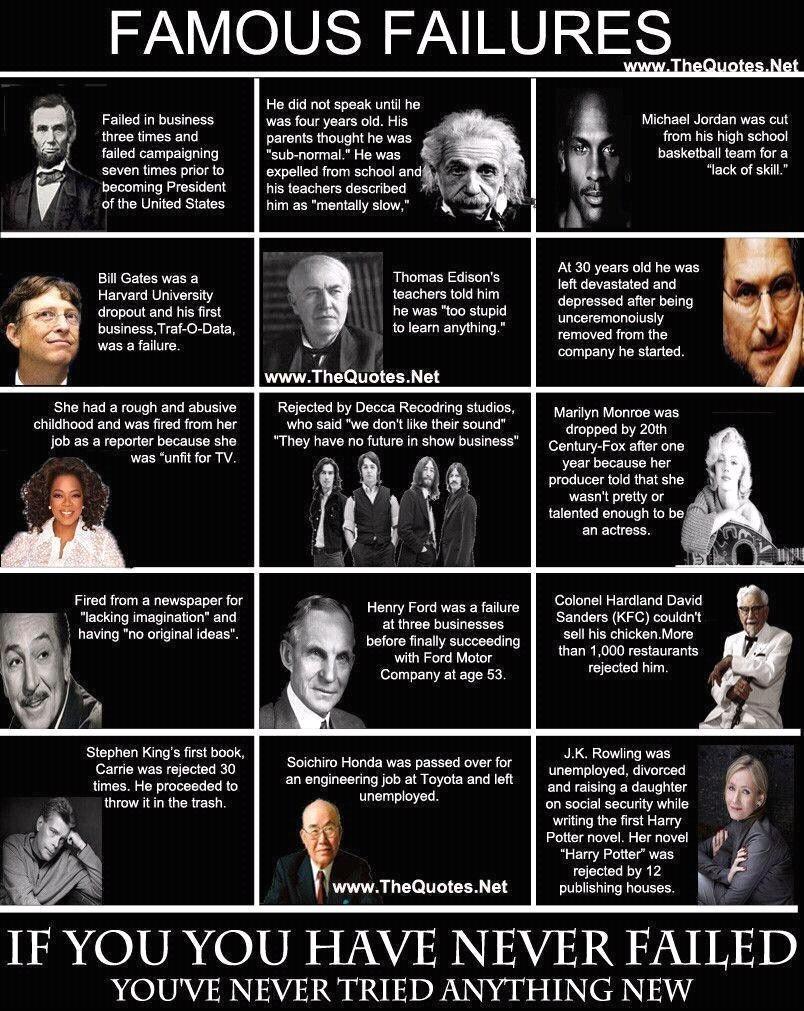 FAMOUS FAILURES
www.TheQuotes.Net
Failed in business
three times and
failed campaigning
seven times prior to
becoming President
of the United States
He did not speak until he
was four years old. His
parents thought he was
"sub-normal." He was
expelled from school and
his teachers described
him as "mentally slow,"
Michael Jordan was cut
from his high school
basketball team for a
"lack of skill."
Bill Gates was a
Harvard University
dropout and his first
business,Traf-O-Data,
was a failure.
Thomas Edison's
teachers told him
he was "too stupid
to learn anything."
www.TheQuotes.Net
At 30 years old he was
left devastated and
depressed after being
unceremonoiusly
removed from the
company he started.
She had a rough and abusive
childhood and was fired from her
job as a reporter because she
was "unfit for TV.
Rejected by Decca Recodring studios,
who said "we don't like their sound"
"They have no future in show business"
Marilyn Monroe was
dropped by 20th
Century-Fox after one
year because her
producer told that she
wasn't pretty or
talented enough to be
an actress.
Fired from a newspaper for
"lacking imagination" and
having "no original ideas".
Henry Ford was a failure
at three businesses
before finally succeeding
with Ford Motor
Company at age 53.
Colonel Hardland David
Sanders (KFC) couldn't
sell his chicken.More
than 1,000 restaurants
rejected him.
Stephen King's first book,
Carrie was rejected 30
times. He proceeded to
throw it in the trash.
Soichiro Honda was passed over for
an engineering job at Toyota and left
unemployed.
www.TheQuotes.Net
J.K. Rowling was
unemployed, divorced
and raising a daughter
on social security while
writing the first Harry
Potter novel. Her novel
"Harry Potter" was
rejected by 12
publishing houses.
IF YOU YOU HAVE NEVER FAILED
YOU'VE NEVER TRIED ANYTHING NEW